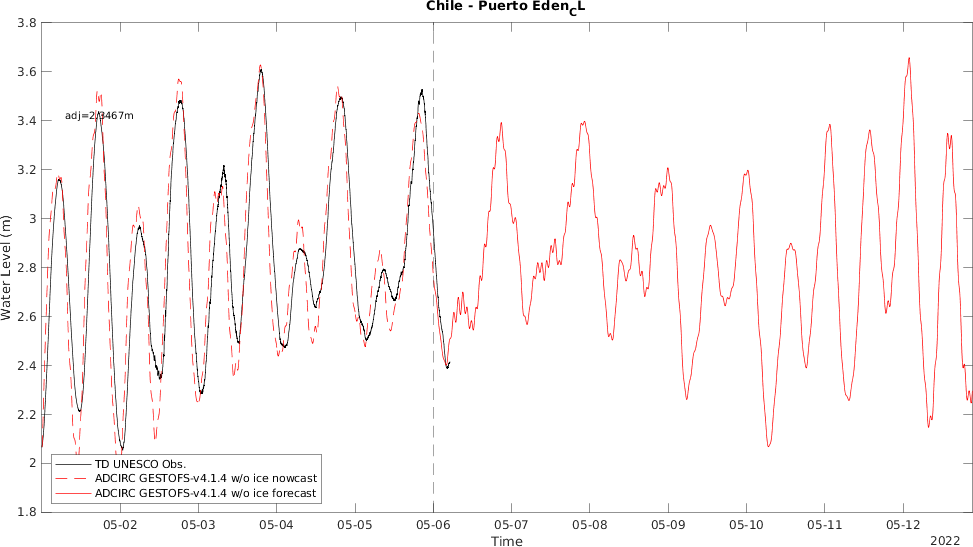 Chile - Puerto Eden_CL
3.8
3.6
3.4
3.2
3
2.8
2.6
2.4
2.2
2
1.8
Water Level (m)
adj=2.3467m
TD UNESCO Obs.
ADCIRC GESTOFS-v4.1.4 w/o ice nowcast
ADCIRC GESTOFS-v4.1.4 w/o ice forecast
05-02 05-03 05-04 05-05 05-06 05-07 05-08 05-09 05-10 05-11 05-12
Time
2022